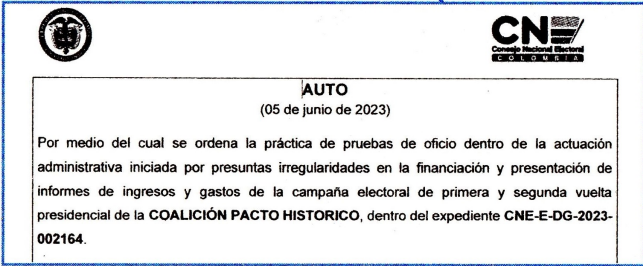 CNE
Consejo Nacional Electoral
COLOMBIA
AUTO
(05 de junio de 2023)
Por medio del cual se ordena la práctica de pruebas de oficio dentro de la actuación
administrativa iniciada por presuntas irregularidades en la financiación y presentación de
informes de ingresos y gastos de la campaña electoral de primera y segunda vuelta
presidencial de la COALICIÓN PACTO HISTORICO, dentro del expediente CNE-E-DG-2023-
002164.